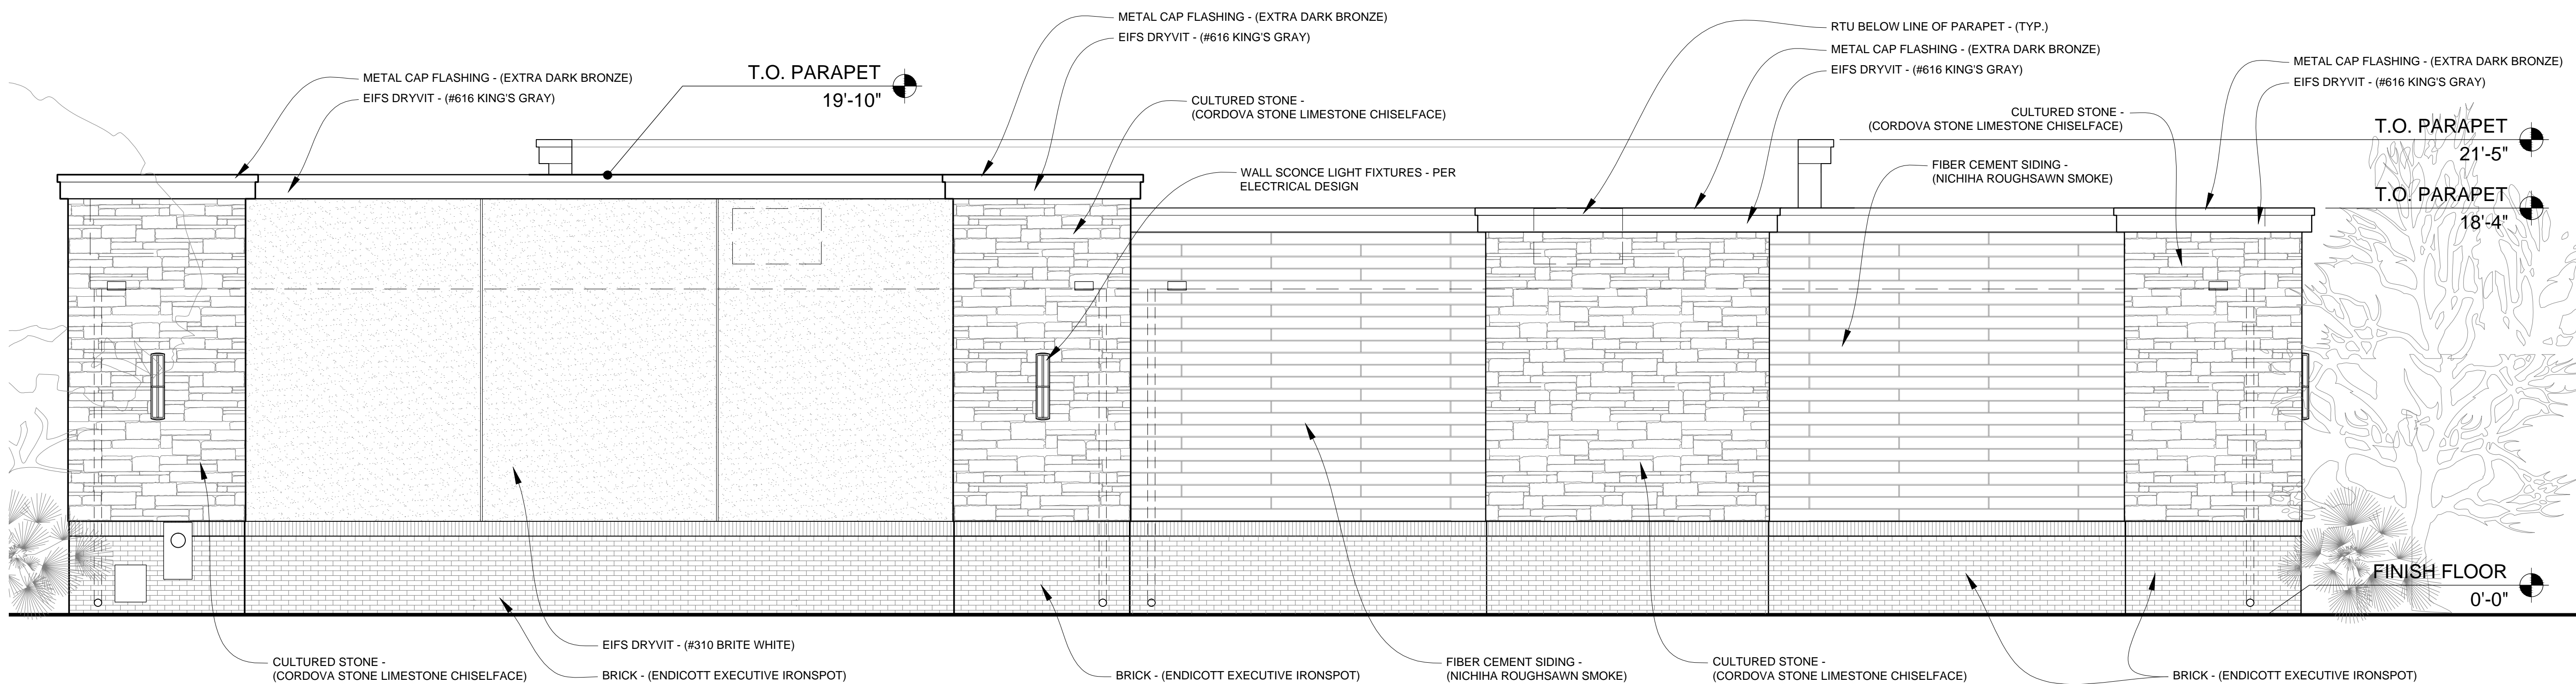 METAL CAP FLASHING - (EXTRA DARK BRONZE)
EIFS DRYVIT - (#616 KING'S GRAY)
RTU BELOW LINE OF PARAPET - (TYP.)
METAL CAP FLASHING - (EXTRA DARK BRONZE)
EIFS DRYVIT - (#616 KING'S GRAY)
METAL CAP FLASHING - (EXTRA DARK BRONZE)
EIFS DRYVIT - (#616 KING'S GRAY)
METAL CAP FLASHING - (EXTRA DARK BRONZE)
EIFS DRYVIT - (#616 KING'S GRAY)
T.O. PARAPET
19'-10"
CULTURED STONE -
(CORDOVA STONE LIMESTONE CHISELFACE)
CULTURED STONE -
(CORDOVA STONE LIMESTONE CHISELFACE)
T.O. PARAPET
21'-5"
WALL SCONCE LIGHT FIXTURES - PER
ELECTRICAL DESIGN
FIBER CEMENT SIDING -
(NICHIHA ROUGHSAWN SMOKE)
T.O. PARAPET
18'-4"
FINISH FLOOR
0'-0"
EIFS DRYVIT - (#310 BRITE WHITE)
CULTURED STONE -
(CORDOVA STONE LIMESTONE CHISELFACE)
BRICK - (ENDICOTT EXECUTIVE IRONSPOT)
BRICK - (ENDICOTT EXECUTIVE IRONSPOT)
FIBER CEMENT SIDING -
(NICHIHA ROUGHSAWN SMOKE)
CULTURED STONE -
(CORDOVA STONE LIMESTONE CHISELFACE)
BRICK - (ENDICOTT EXECUTIVE IRONSPOT)